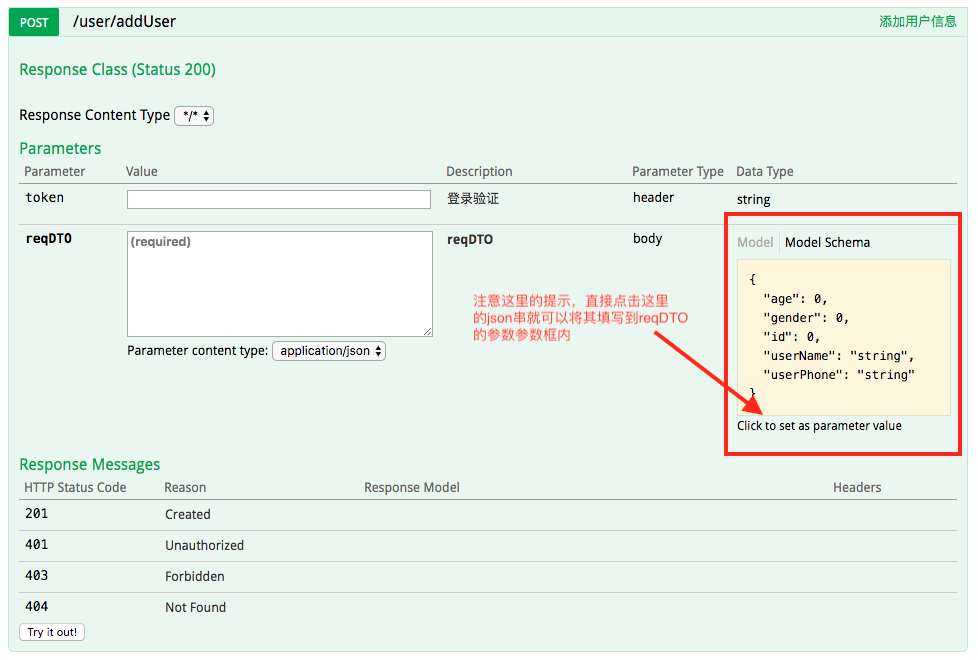 POST /user/addUser 添加用户信息
Response Class (Status 200)
Response Content Type */*
Parameters
Parameter Value Description Parameter Type Data Type
token 登录验证 header string
reqDTO (required) reqDTO body Model Model Schema
{
"age": 0,
"gender": 0,
"id": 0,
"userName": "string",
"userPhone": "string"
}
Click to set as parameter value
注意这里的提示，直接点击这里
的json串就可以将其填写到reqDTO
的参数参数框内
Parameter content type: application/json
Response Messages
HTTP Status Code Reason Response Model Headers
201 Created
401 Unauthorized
403 Forbidden
404 Not Found
Try it out!